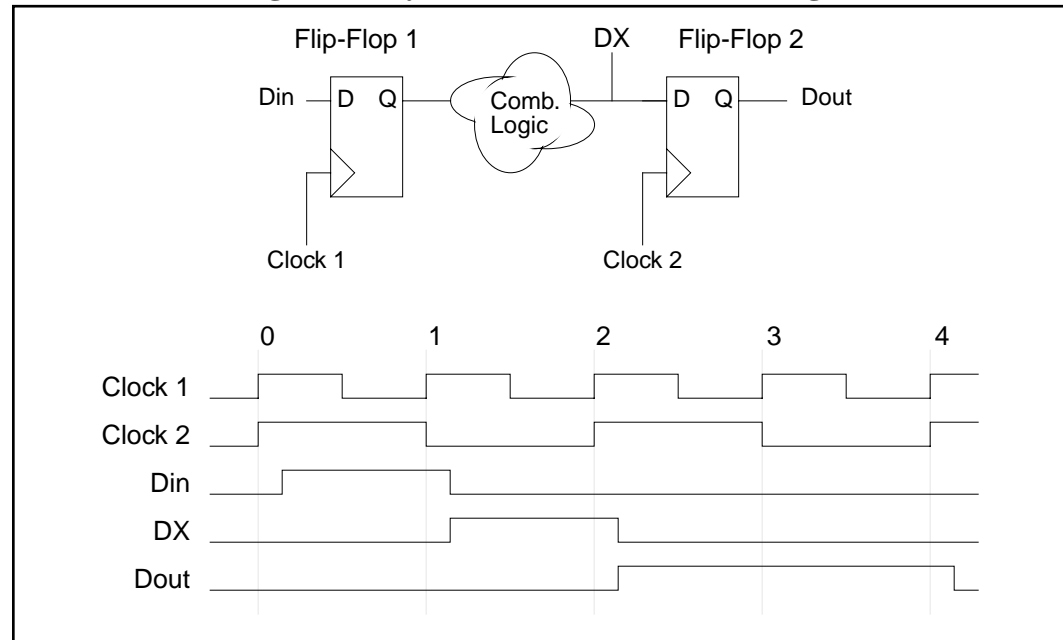 Flip-Flop 1 DX Flip-Flop 2
Din D Q Comb. D Q Dout
Logic
Clock 1 Clock 2
0 1 2 3 4
Clock 1
Clock 2
Din
DX
Dout